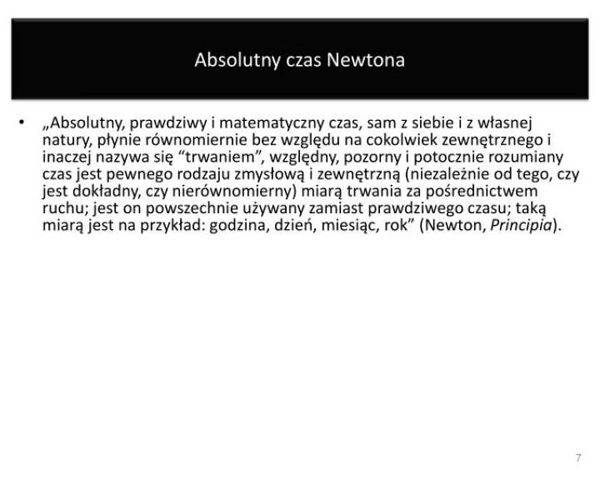 Absolutny czas Newtona
• „Absolutny, prawdziwy i matematyczny czas, sam z siebie i z własnej
natury, płynie równomiernie bez względu na cokolwiek zewnętrznego i
inaczej nazywa się “trwaniem”, względny, pozorny i potocznie rozumiany
czas jest pewnego rodzaju zmysłową i zewnętrzną (niezależnie od tego, czy
jest dokładny, czy nierównomierny) miarą trwania za pośrednictwem
ruchu; jest on powszechnie używany zamiast prawdziwego czasu; taką
miarą jest na przykład: godzina, dzień, miesiąc, rok” (Newton, Principia).
7